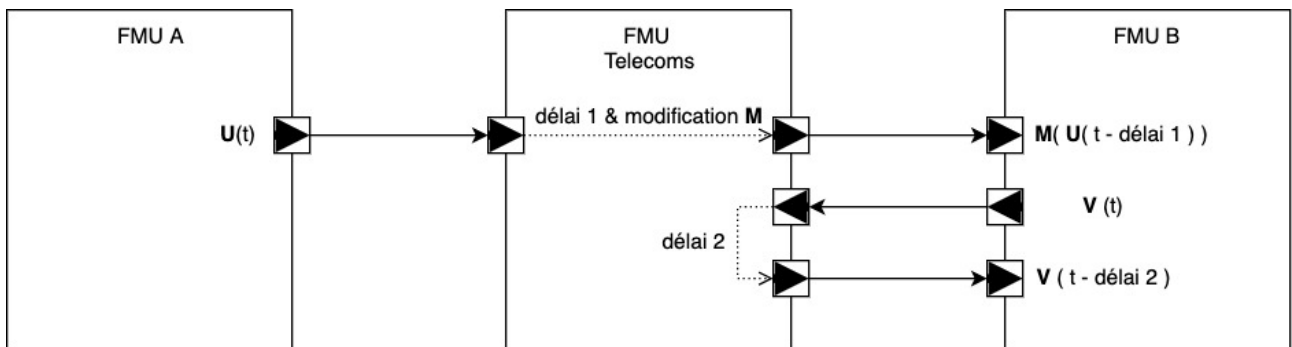 FMU A
FMU
Telecoms
FMU B
délai 1 & modification M
U(t)
M( U( t - délai 1 ) )
V (t)
délai 2
V ( t - délai 2 )